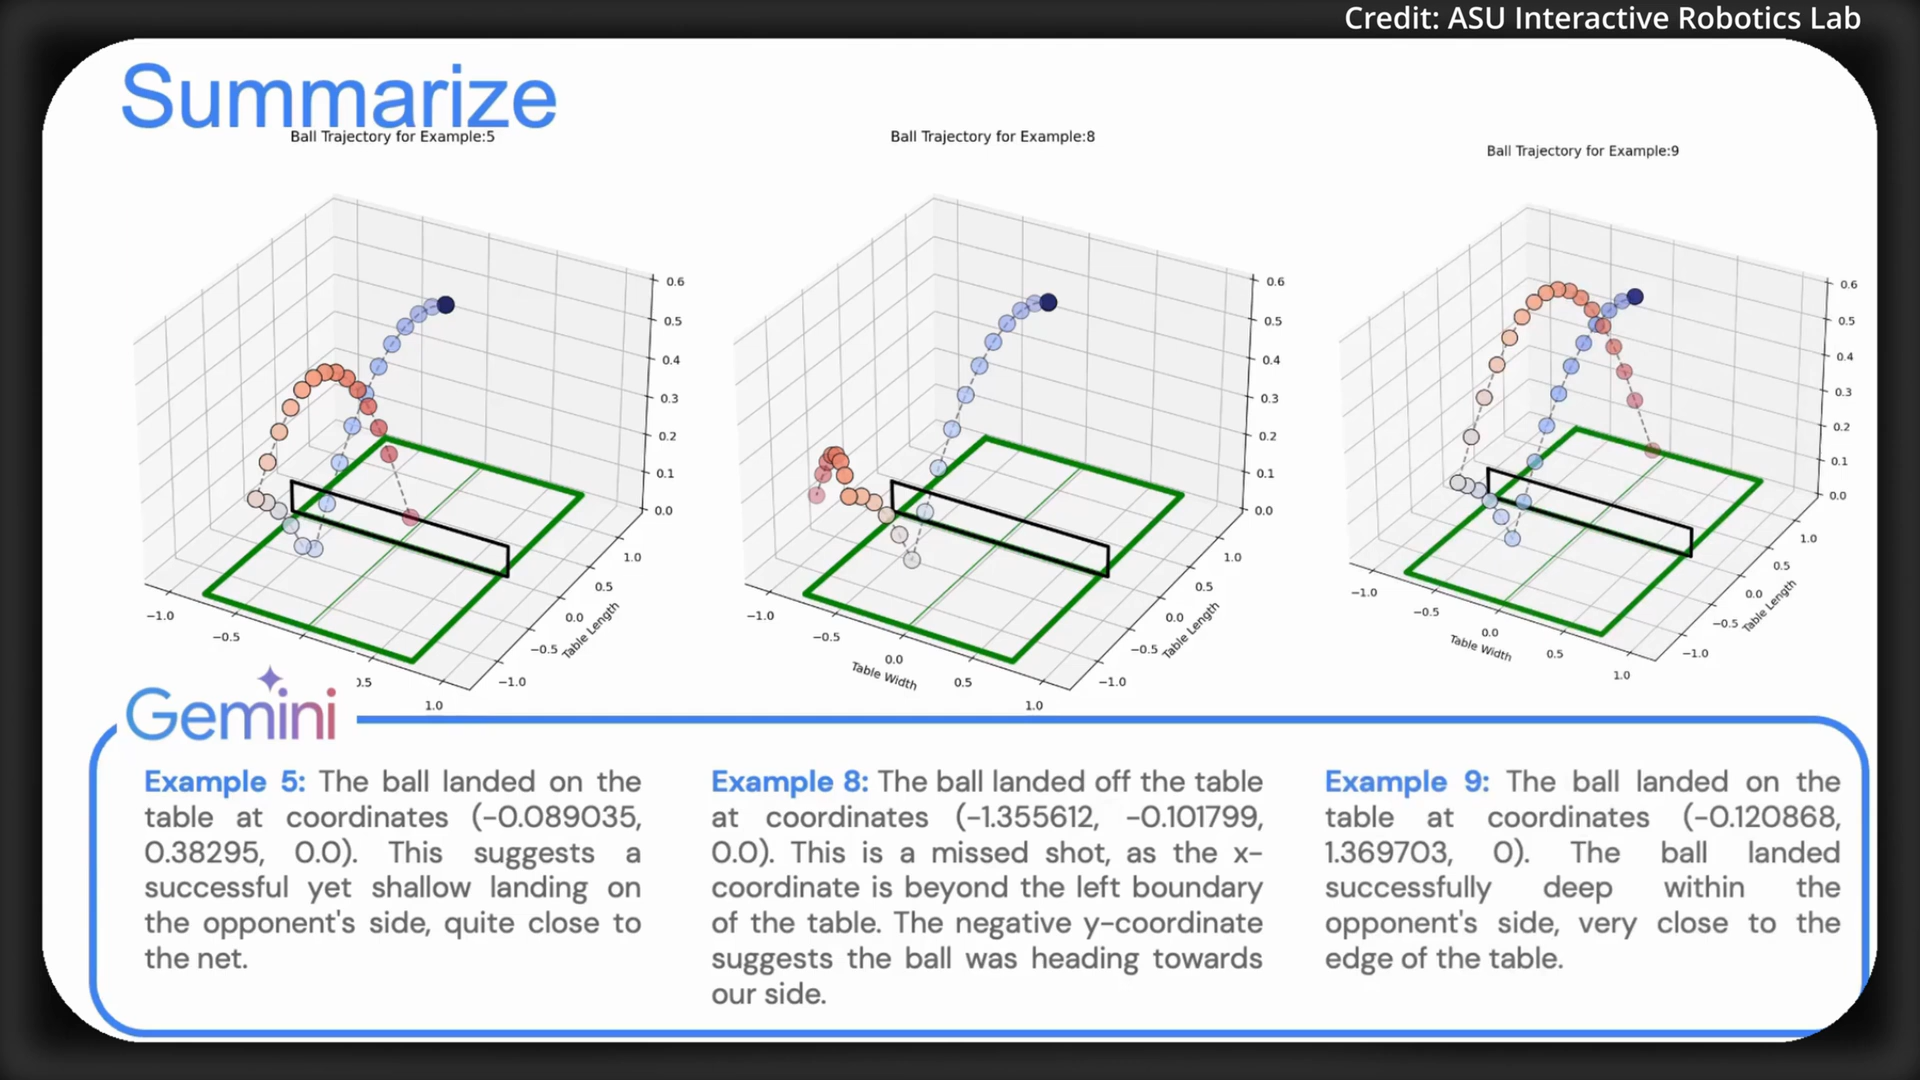 Credit: ASU Interactive Robotics Lab
Summarize
Ball Trajectory for Example:5
0.6
0.5
0.4
0.3
0.2
0.1
0.0
1.0
0.5
0.0
−0.5
−1.0
Table Length
−1.0
−0.5
0.5
1.0
Ball Trajectory for Example:8
0.6
0.5
0.4
0.3
0.2
0.1
0.0
1.0
0.5
0.0
−0.5
−1.0
Table Length
−1.0
−0.5
0.0
0.5
1.0
Table Width
Ball Trajectory for Example:9
0.6
0.5
0.4
0.3
0.2
0.1
0.0
1.0
0.5
0.0
−0.5
−1.0
Table Length
−1.0
−0.5
0.0
0.5
1.0
Table Width
Gemini
Example 5: The ball landed on the
table at coordinates (-0.089035,
0.38295, 0.0). This suggests a
successful yet shallow landing on
the opponent's side, quite close to
the net.
Example 8: The ball landed off the table
at coordinates (-1.355612, -0.101799,
0.0). This is a missed shot, as the x-
coordinate is beyond the left boundary
of the table. The negative y-coordinate
suggests the ball was heading towards
our side.
Example 9: The ball landed on the
table at coordinates (-0.120868,
1.369703, 0). The ball landed
successfully deep within the
opponent's side, very close to the
edge of the table.